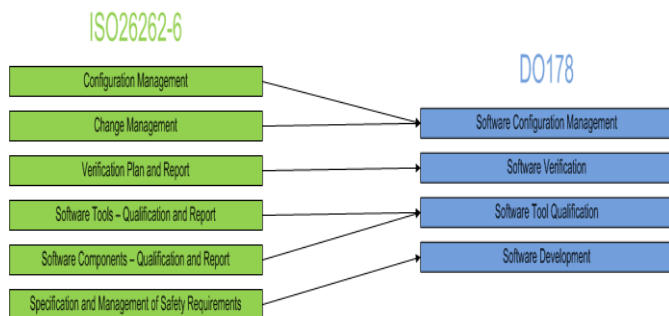 ISO26262-6
Configuration Management
Change Management
Verification Plan and Report
Software Tools – Qualification and Report
Software Components – Qualification and Report
Specification and Management of Safety Requirements
DO178
Software Configuration Management
Software Verification
Software Tool Qualification
Software Development